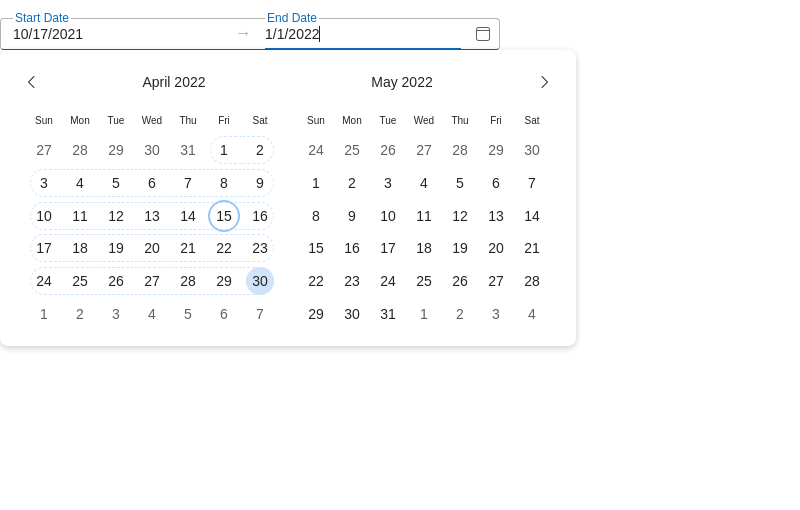 Start Date End Date
10/17/2021 → 1/1/2022
April 2022 May 2022
Sun Mon Tue Wed Thu Fri Sat Sun Mon Tue Wed Thu Fri Sat
27 28 29 30 31 1 2 24 25 26 27 28 29 30
3 4 5 6 7 8 9 1 2 3 4 5 6 7
10 11 12 13 14 15 16 8 9 10 11 12 13 14
17 18 19 20 21 22 23 15 16 17 18 19 20 21
24 25 26 27 28 29 30 22 23 24 25 26 27 28
1 2 3 4 5 6 7 29 30 31 1 2 3 4